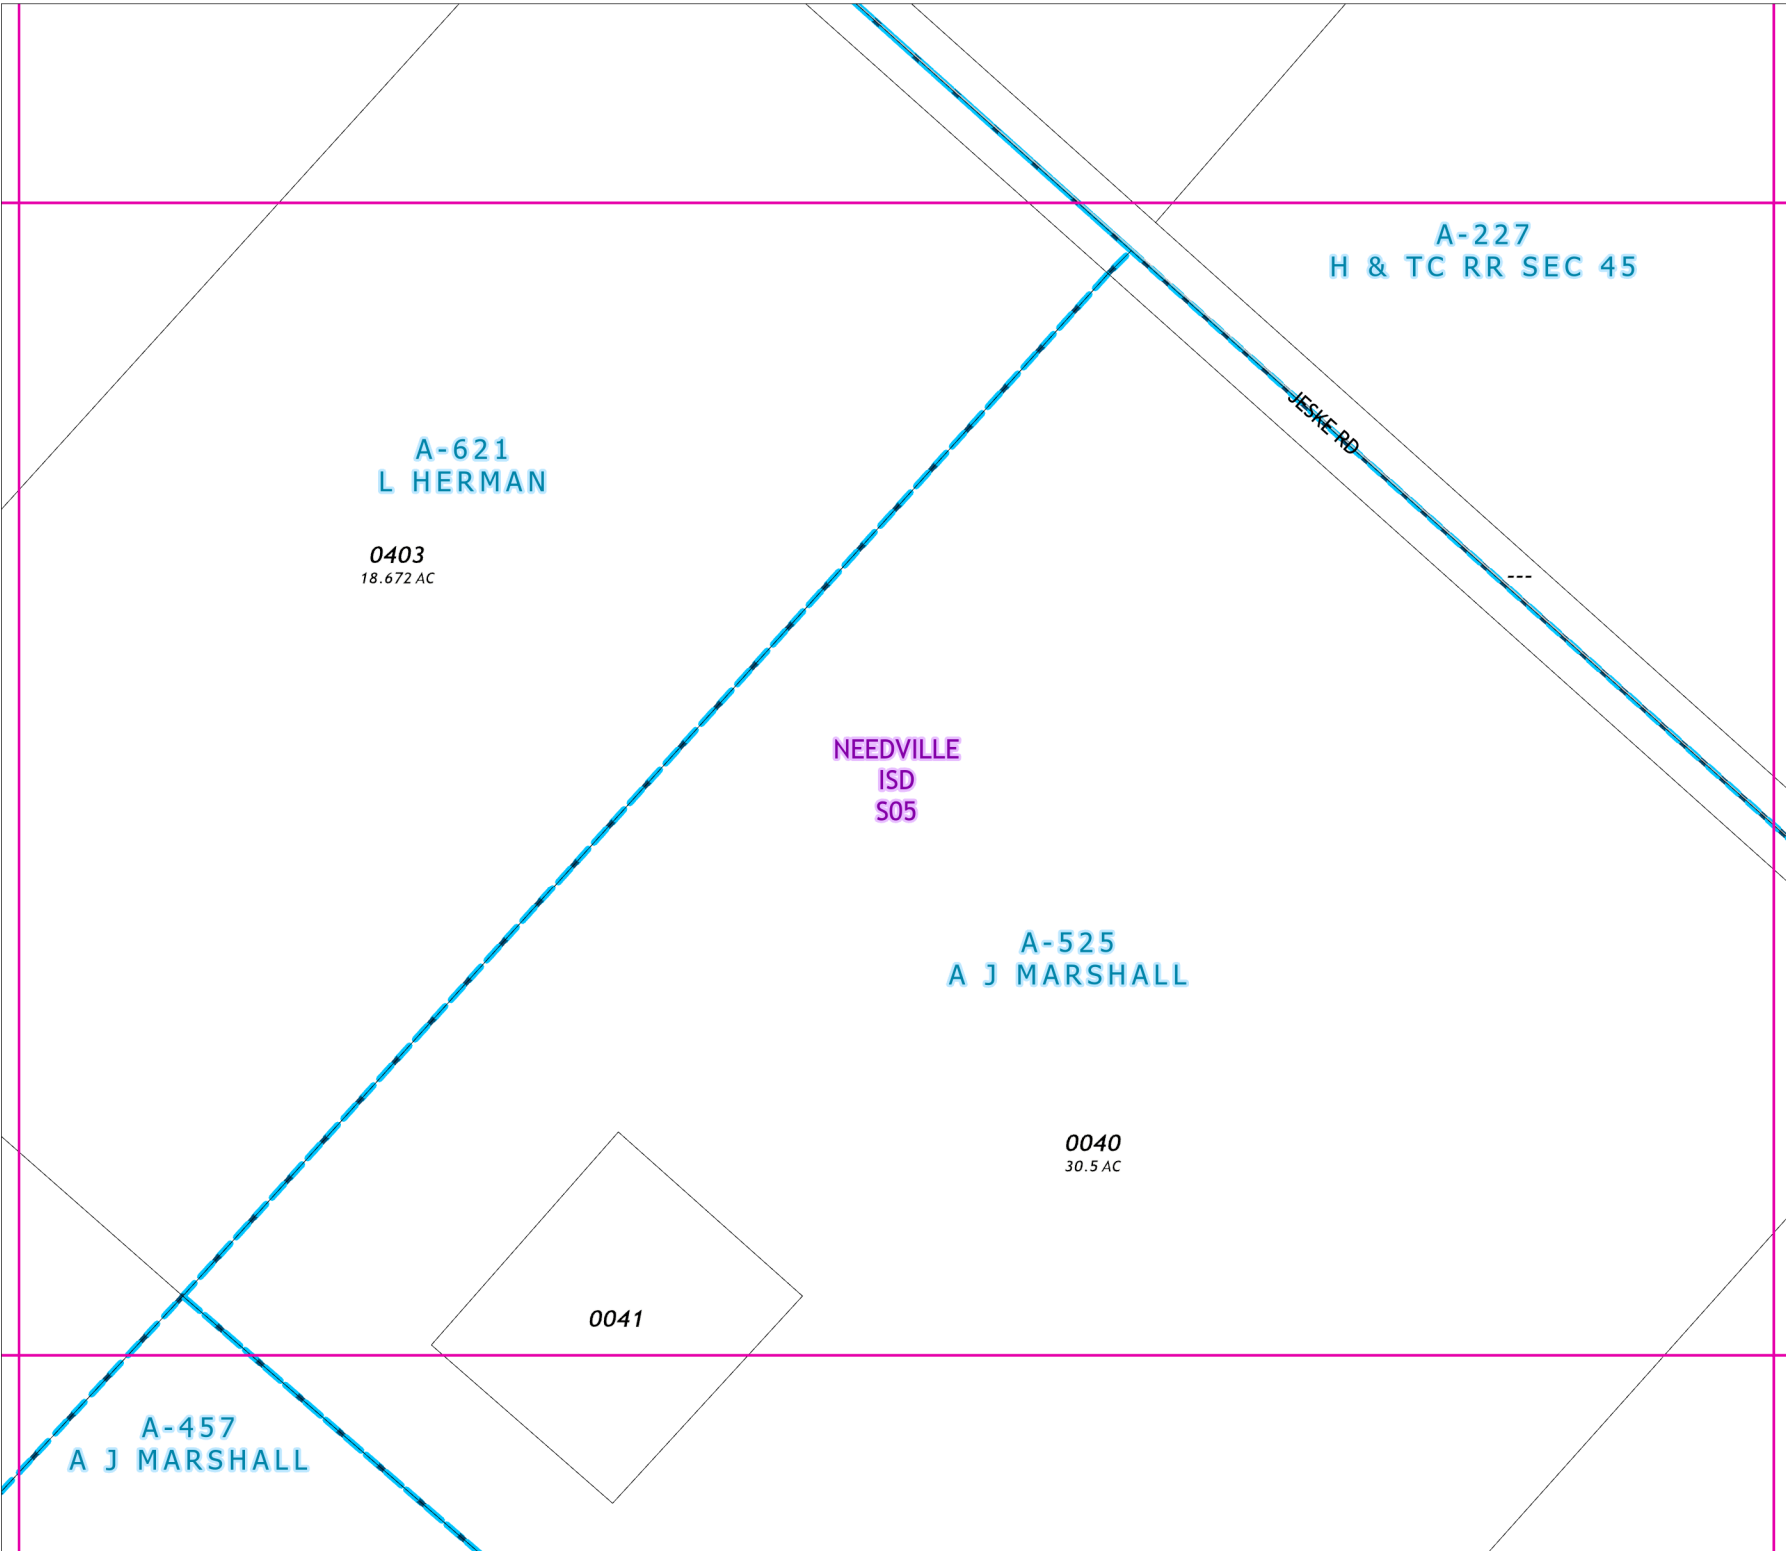 A-227
H & TC RR SEC 45
JESKE RD
A-621
L HERMAN
0403
18.672 AC
---
NEEDVILLE
ISD
S05
A-525
A J MARSHALL
0040
30.5 AC
0041
A-457
A J MARSHALL